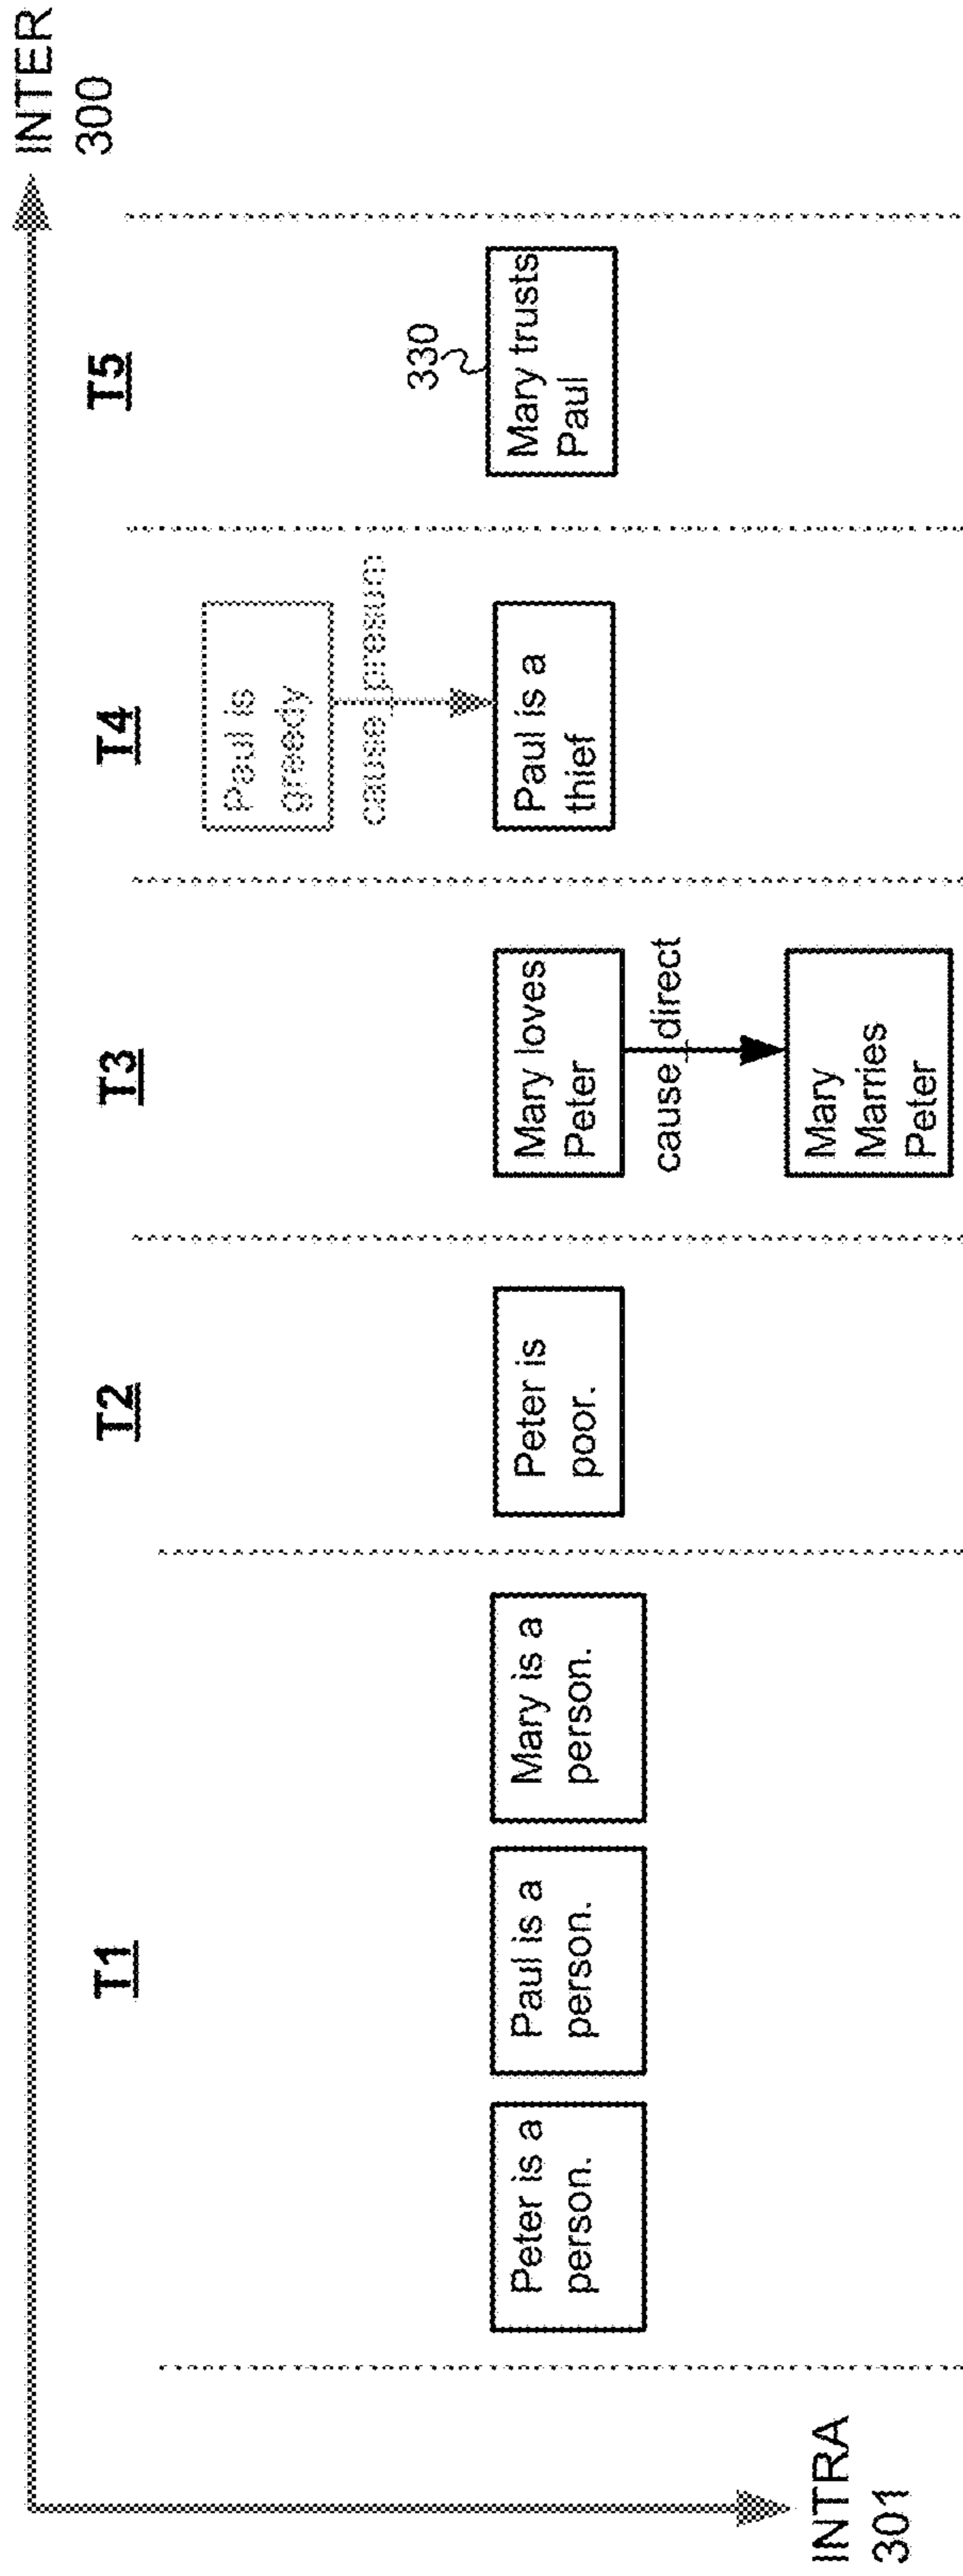 INTER
300
T1
T2
T3
T4
T5
Paul is
greedy
cause_presum
330
Peter is a
person.
Paul is a
person.
Mary is a
person.
Peter is
poor.
Mary loves
Peter
Paul is a
thief
Mary trusts
Paul
cause_direct
Mary
Marries
Peter
INTRA
301